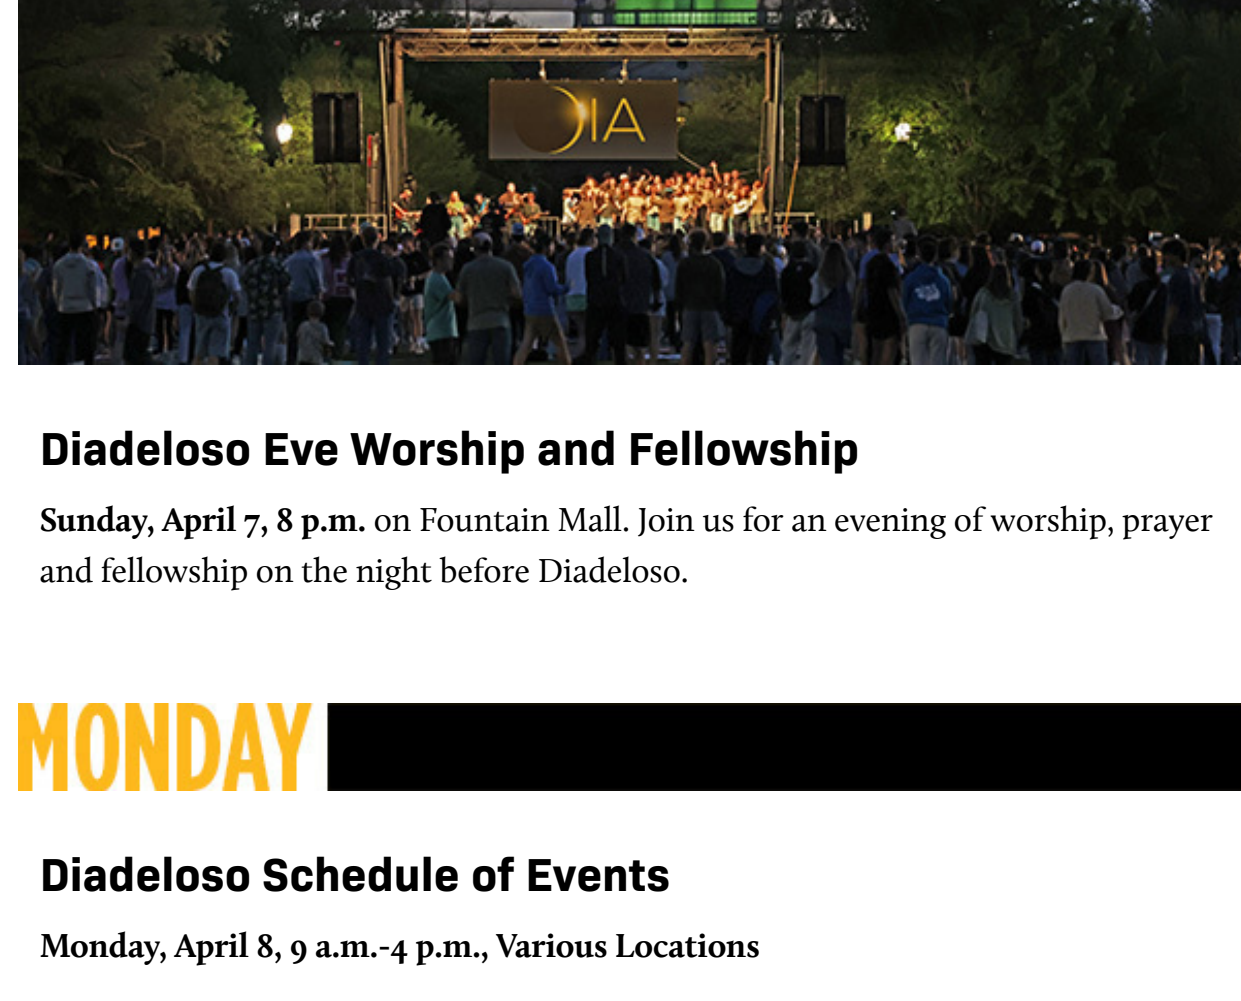 DIA
Diadeloso Eve Worship and Fellowship
Sunday, April 7, 8 p.m. on Fountain Mall. Join us for an evening of worship, prayer
and fellowship on the night before Diadeloso.
MONDAY
Diadeloso Schedule of Events
Monday, April 8, 9 a.m.-4 p.m., Various Locations